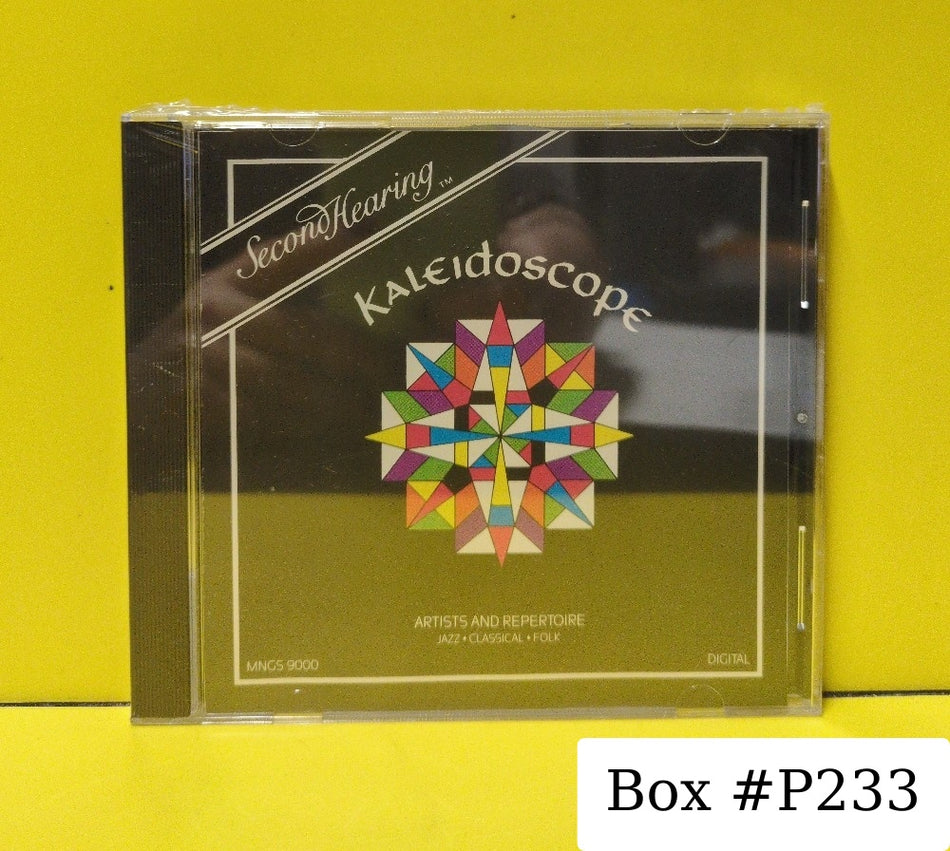 SecondHearing™
KALEIDOSCOPE
ARTISTS AND REPERTOIRE
JAZZ • CLASSICAL • FOLK
MNGS 9000
DIGITAL
Box #P233